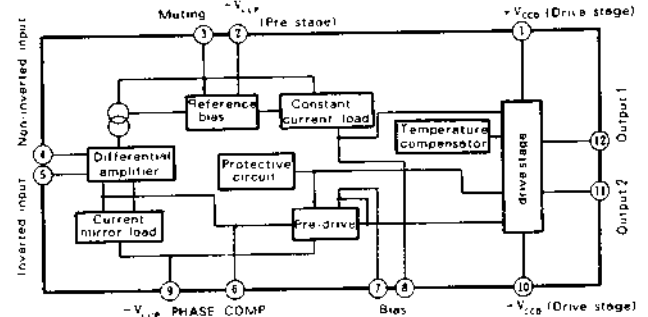 Muting
(Pre stage)
+V CCD (Drive stage)
3
2
1
Non-inverted input
Reference bias
Constant current load
Temperature compensator
Output 1
4
12
Differential amplifier
Protective circuit
drive stage
5
11
Inverted input
Current mirror load
Pre-drive
Output 2
9
6
7
8
10
PHASE COMP
Bias
(Drive stage)